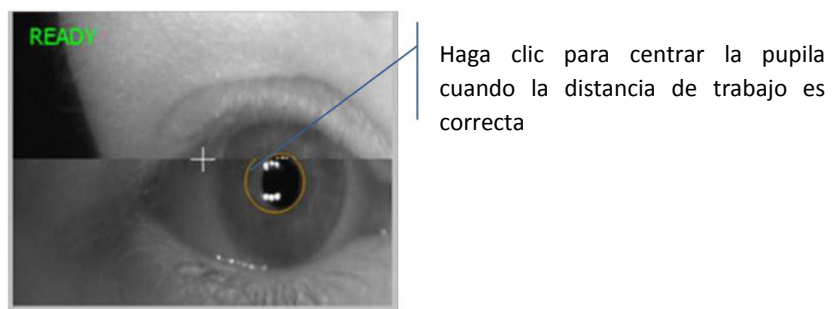 READY
Haga clic para centrar la pupila
cuando la distancia de trabajo es
correcta